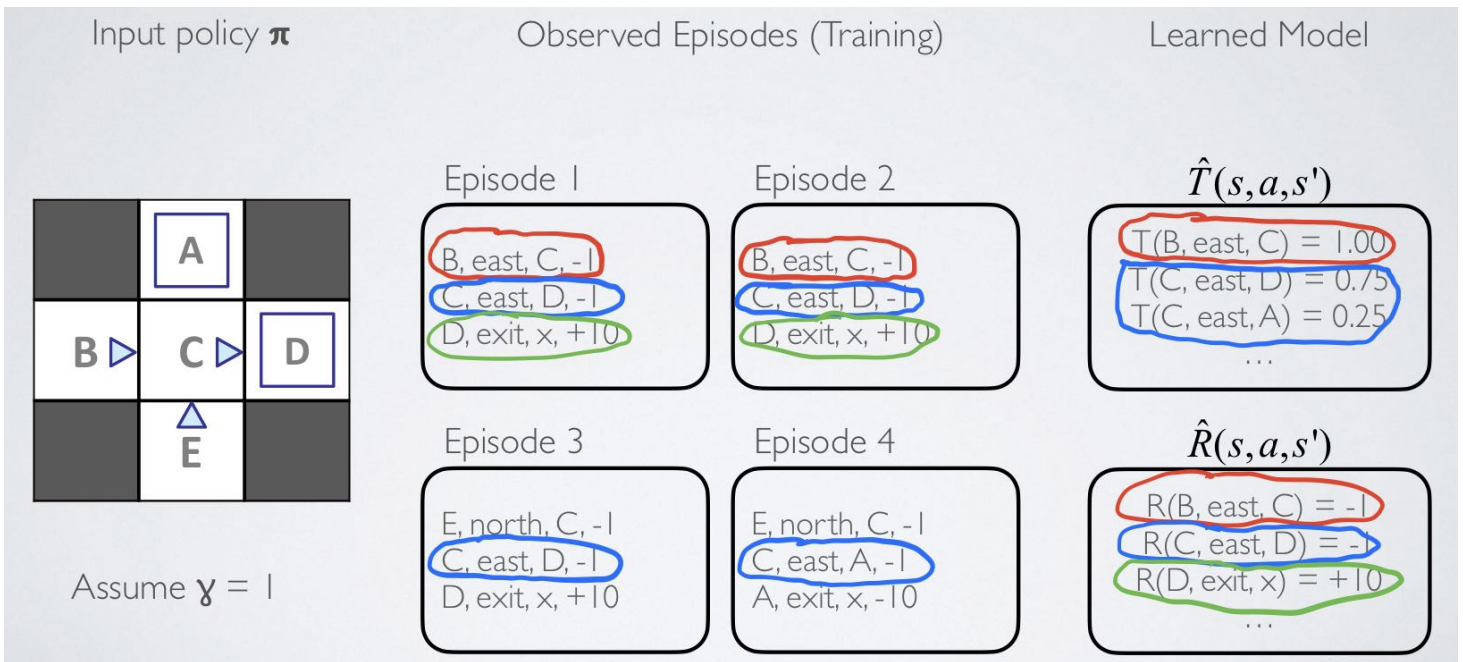 Input policy π
Observed Episodes (Training)
Learned Model
A
B
C
D
E
Assume γ = 1
Episode 1
B, east, C, -1
C, east, D, -1
D, exit, x, +10
Episode 2
B, east, C, -1
C, east, D, -1
D, exit, x, +10
Episode 3
E, north, C, -1
C, east, D, -1
D, exit, x, +10
Episode 4
E, north, C, -1
C, east, A, -1
A, exit, x, -10
T̂(s,a,s')
T(B, east, C) = 1.00
T(C, east, D) = 0.75
T(C, east, A) = 0.25
...
R̂(s,a,s')
R(B, east, C) = -1
R(C, east, D) = -1
R(D, exit, x) = +10
...